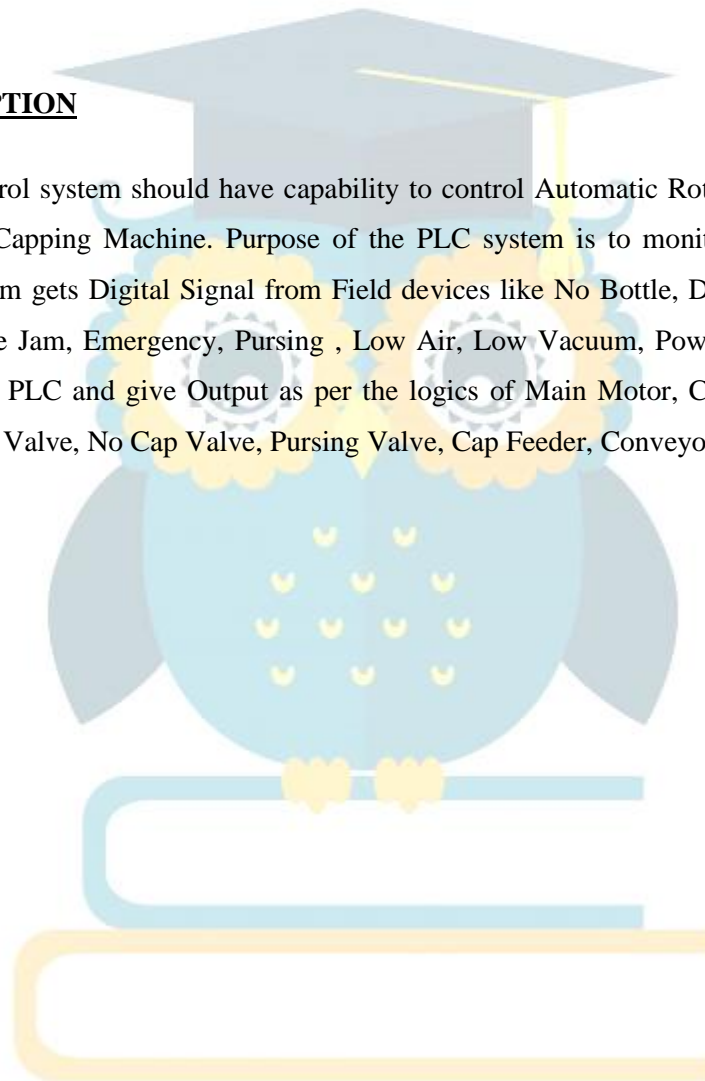 PTION
rol system should have capability to control Automatic Rot
Capping Machine. Purpose of the PLC system is to monit
m gets Digital Signal from Field devices like No Bottle, D
e Jam, Emergency, Pursing , Low Air, Low Vacuum, Pow
PLC and give Output as per the logics of Main Motor, C
Valve, No Cap Valve, Pursing Valve, Cap Feeder, Conveyo